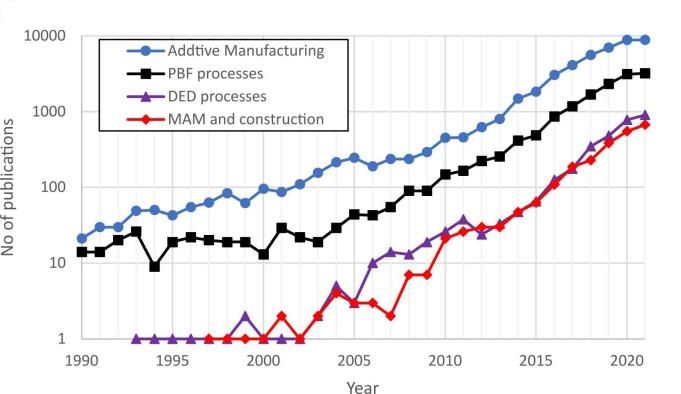 10000
1000
100
10
1
No of publications
Addtive Manufacturing
PBF processes
DED processes
MAM and construction
1990
1995
2000
2005
2010
2015
2020
Year